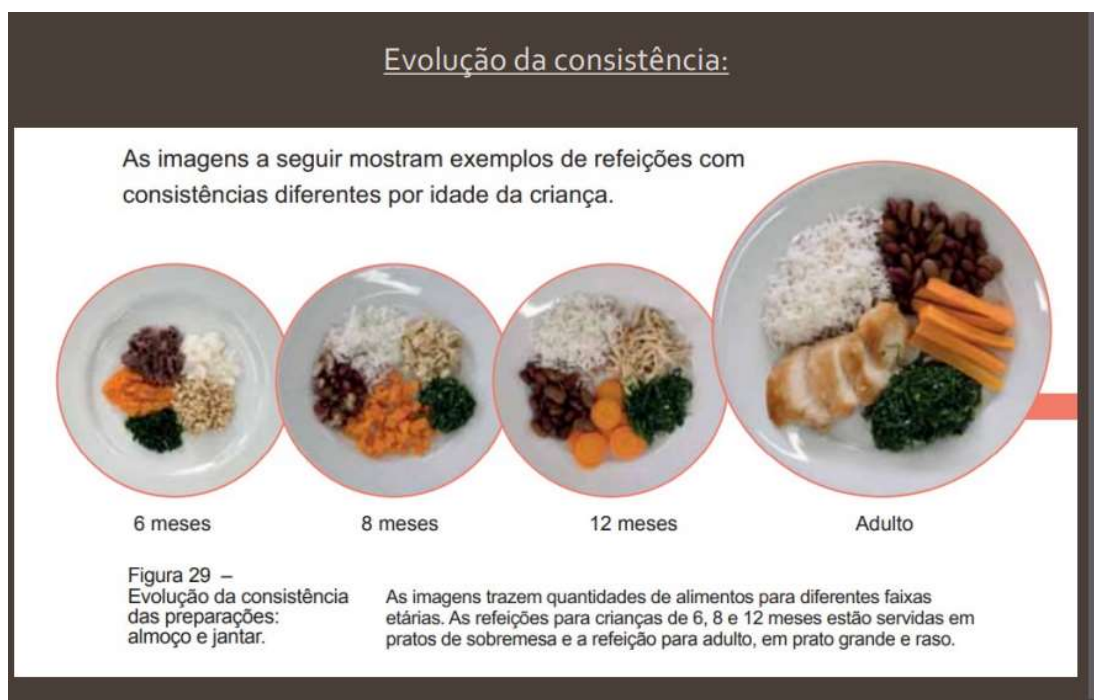 Evolução da consistência:
As imagens a seguir mostram exemplos de refeições com
consistências diferentes por idade da criança.
6 meses
8 meses
12 meses
Adulto
Figura 29 –
Evolução da consistência
das preparações:
almoço e jantar.
As imagens trazem quantidades de alimentos para diferentes faixas
etárias. As refeições para crianças de 6, 8 e 12 meses estão servidas em
pratos de sobremesa e a refeição para adulto, em prato grande e raso.